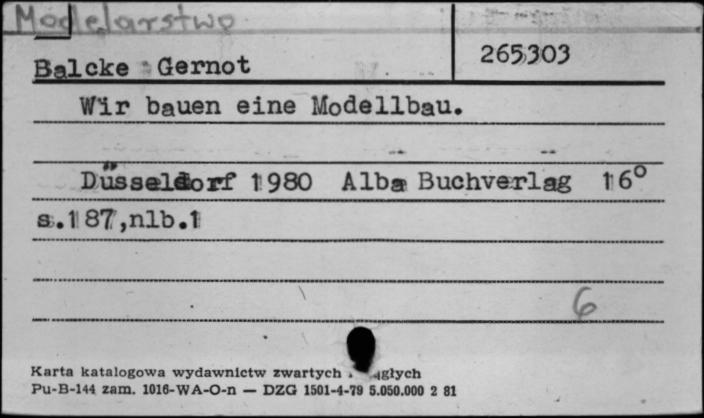 Modelarstwo
Balcke Gernot 265303
Wir bauen eine Modellbau.
Düsseldorf 1980 Alba Buchverlag 16°
s.187,nlb.1
6
Karta katalogowa wydawnictw zwartych
Pu-B-144 zam. 1016-WA-O-n — DZG 1501-4-79 5.050.000 2 81